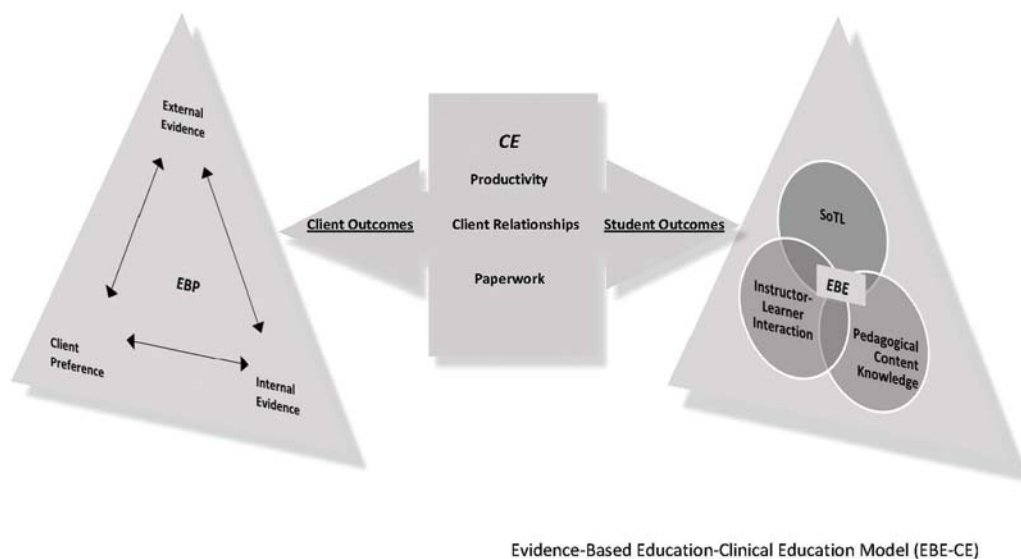 External
Evidence
EBP
Client
Preference
Internal
Evidence
CE
Productivity
Client Outcomes
Client Relationships
Student Outcomes
Paperwork
SoTL
EBE
Instructor-
Learner
Interaction
Pedagogical
Content
Knowledge
Evidence-Based Education-Clinical Education Model (EBE-CE)